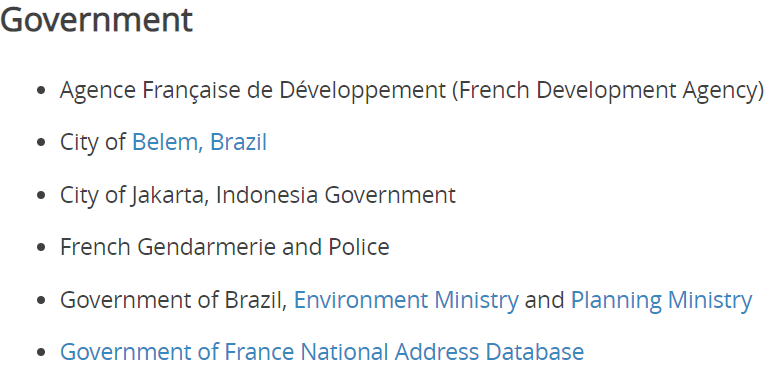 Government
• Agence Française de Développement (French Development Agency)
• City of Belem, Brazil
• City of Jakarta, Indonesia Government
• French Gendarmerie and Police
• Government of Brazil, Environment Ministry and Planning Ministry
• Government of France National Address Database